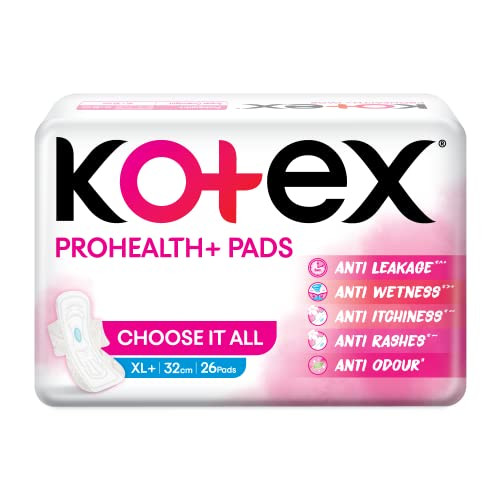 Kotex®
PROHEALTH+ PADS
ANTI LEAKAGE
ANTI WETNESS
ANTI ITCHINESS
ANTI RASHES
ANTI ODOUR*
CHOOSE IT ALL
XL+ | 32cm | 26Pads